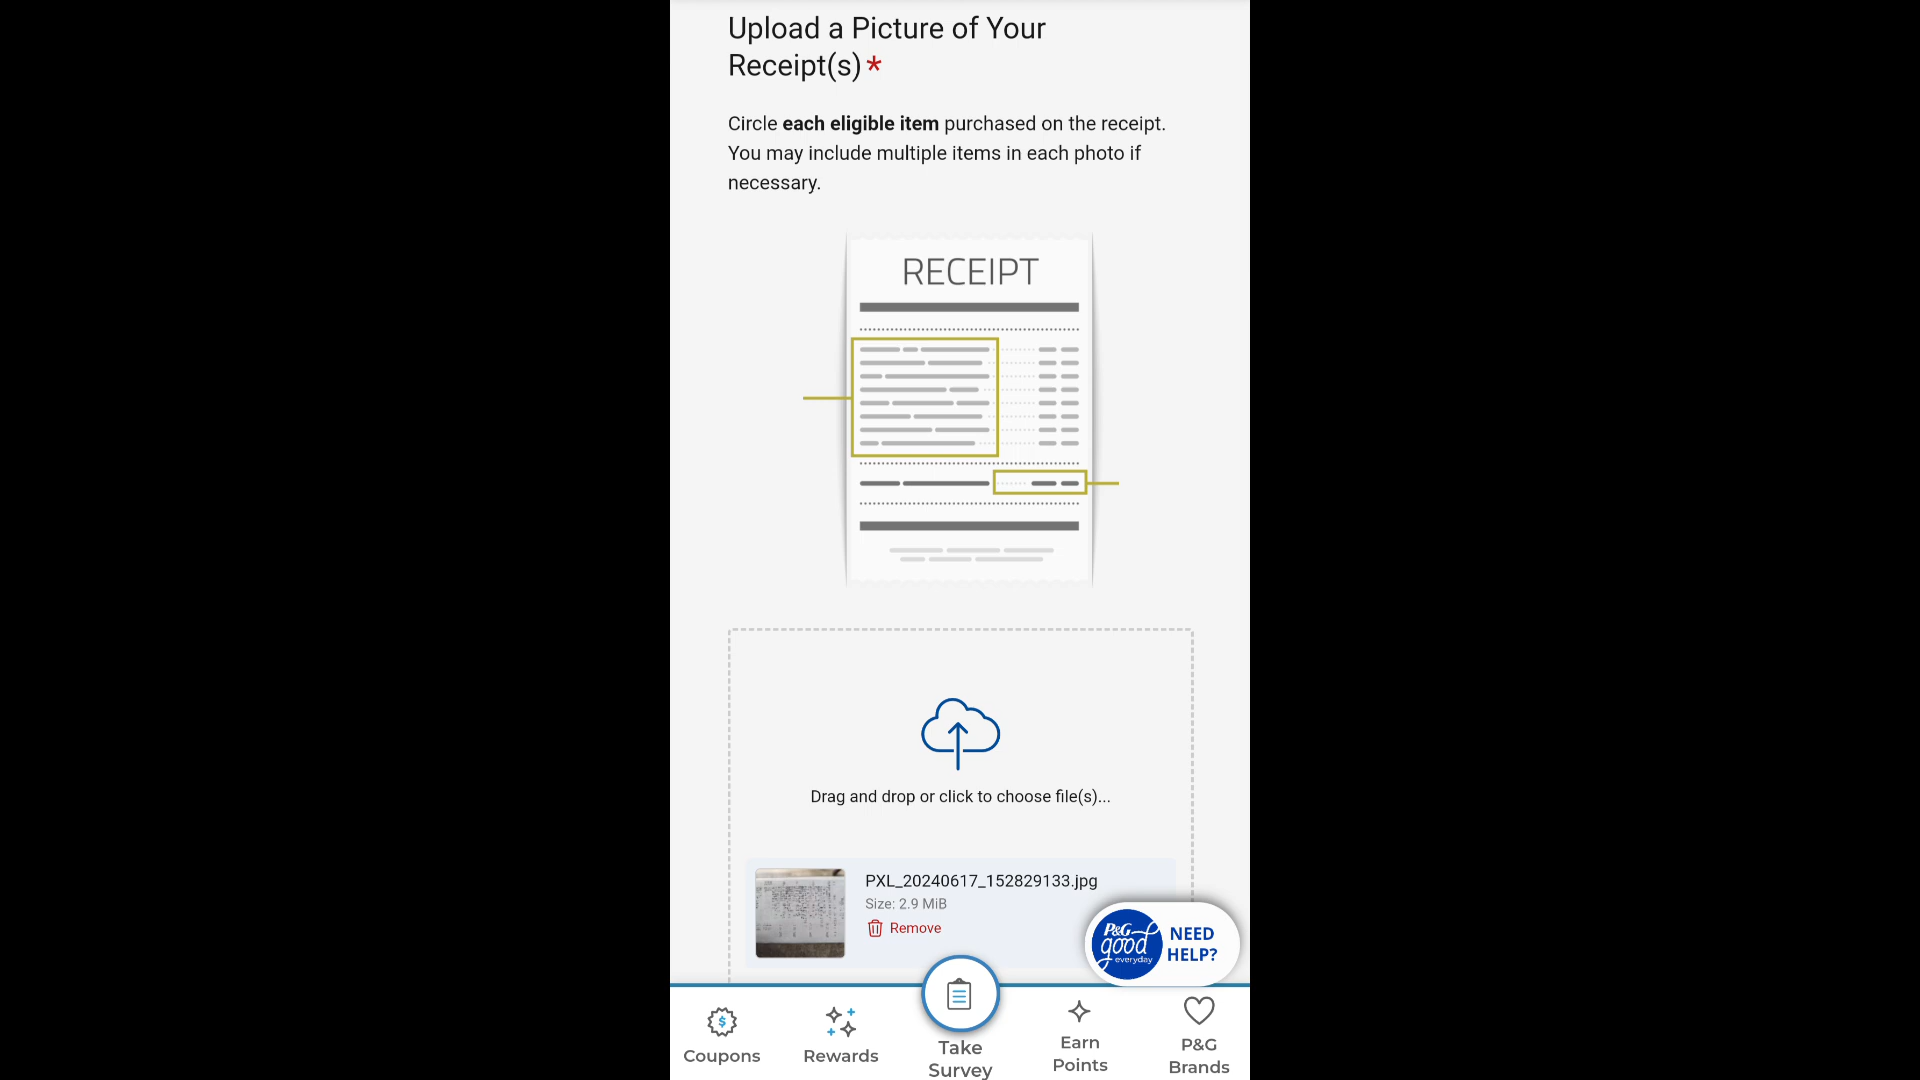 Upload a Picture of Your
Receipt(s) *
Circle each eligible item purchased on the receipt.
You may include multiple items in each photo if
necessary.
RECEIPT
Drag and drop or click to choose file(s)...
PXL_20240617_152829133.jpg
Size: 2.9 MiB
Remove
P&G
good
everyday
NEED
HELP?
Coupons
Rewards
Take
Survey
Earn
Points
P&G
Brands